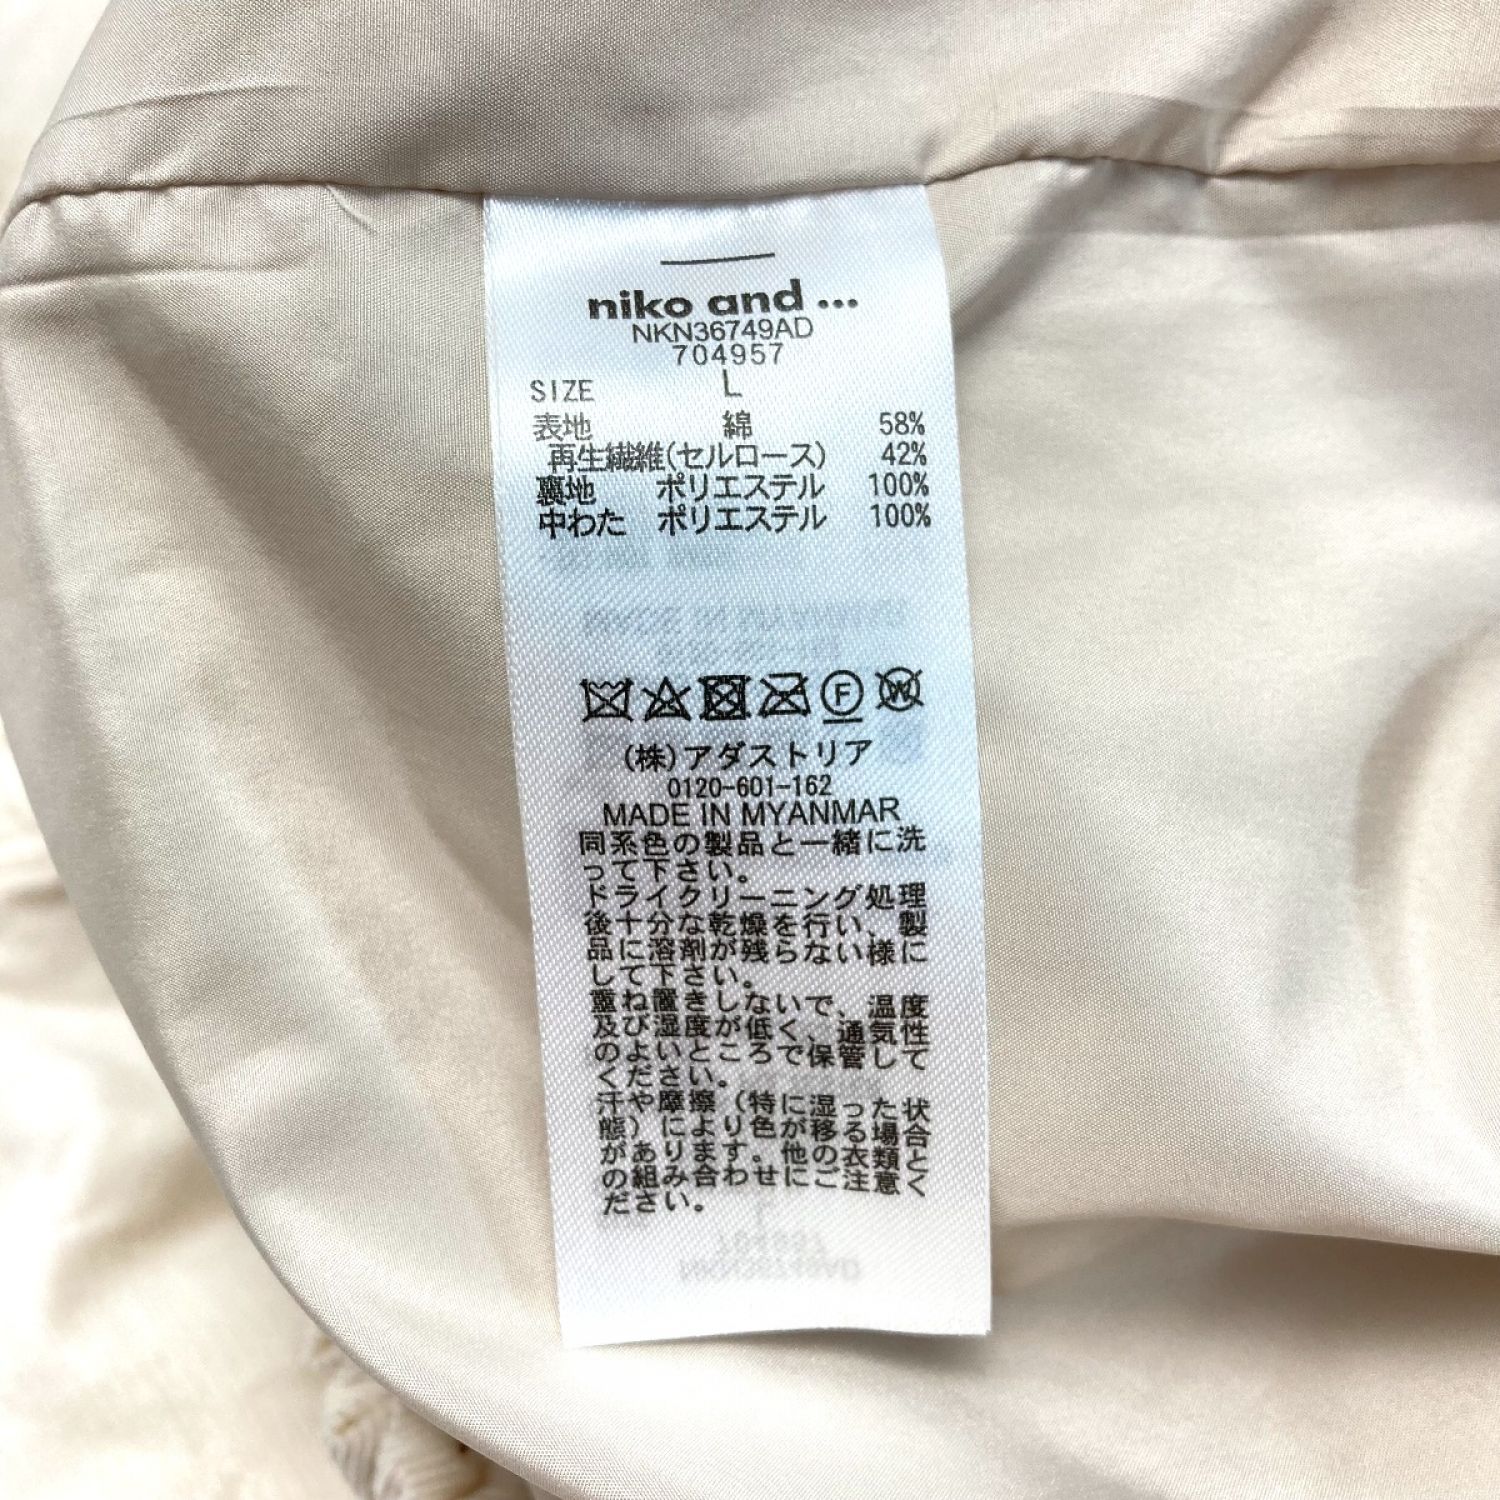 niko and ...
NKN36749AD
704957
SIZE L
表地 綿 58%
再生繊維(セルロース) 42%
裏地 ポリエステル 100%
中わた ポリエステル 100%
F W
(株)アダストリア
0120-601-162
MADE IN MYANMAR
同系色の製品と一緒に洗
って下さい。
ドライクリーニング処理
後十分な乾燥を行い、製
品に溶剤が残らない様に
して下さい。
重ね置きしないで、温度
及び湿度が低く、通気性
のよいところで保管して
ください。
汗や摩擦（特に湿った状
態）により色が移る場合
があります。他の衣類と
の組み合わせにご注意く
ださい。